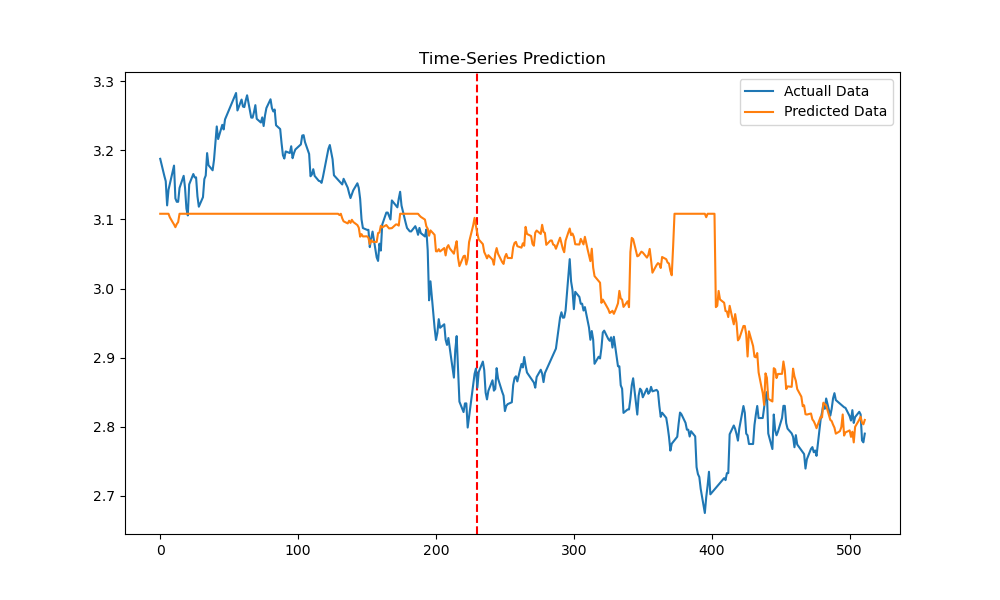 Time-Series Prediction
Actuall Data
Predicted Data
3.3
3.2
3.1
3.0
2.9
2.8
2.7
0 100 200 300 400 500